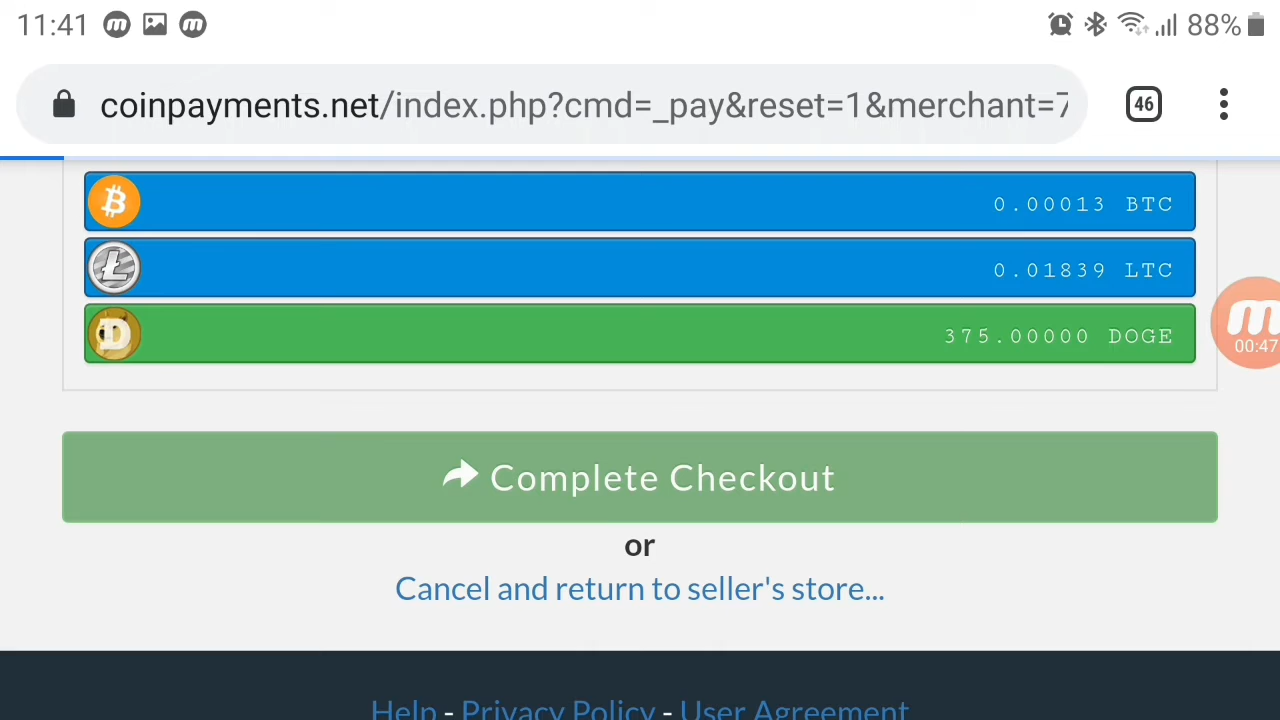 11:41
88%
coinpayments.net/index.php?cmd=_pay&reset=1&merchant=7
46
0.00013 BTC
0.01839 LTC
375.00000 DOGE
00:47
Complete Checkout
or
Cancel and return to seller's store...
Help - Privacy Policy - User Agreement